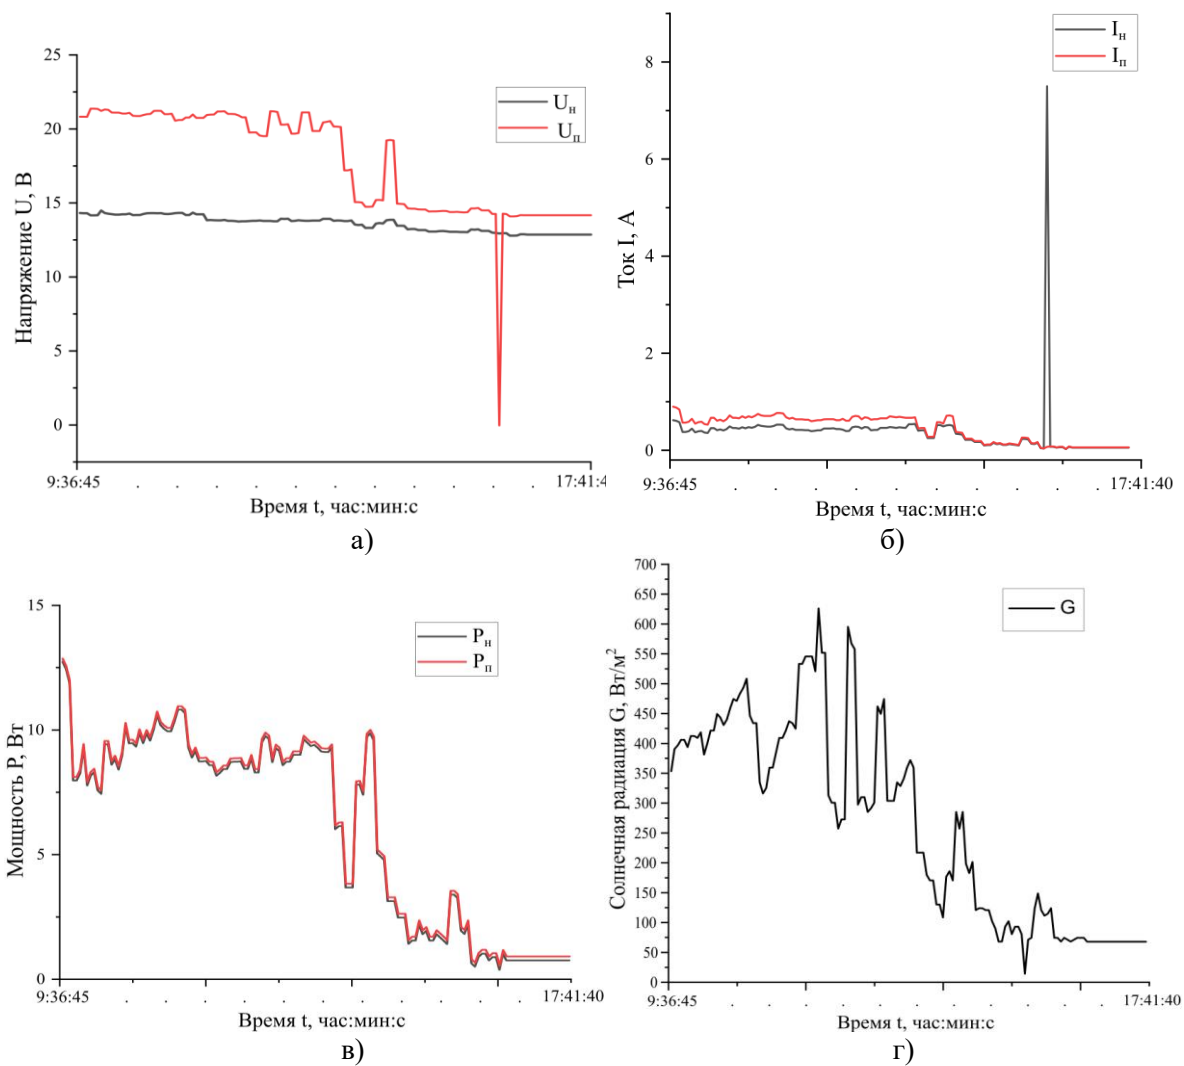 25
20
15
10
5
0
Напряжение U, В
Uн
Uп
9:36:45
17:41:4
Время t, час:мин:с
а)
8
6
4
2
0
Ток I, А
Iн
Iп
9:36:45
17:41:40
Время t, час:мин:с
б)
15
10
5
0
Мощность P, Вт
Pн
Pп
9:36:45
17:41:40
Время t, час:мин:с
в)
700
650
600
550
500
450
400
350
300
250
200
150
100
50
0
Солнечная радиация G, Вт/м²
G
9:36:45
17:41:40
Время t, час:мин:с
г)